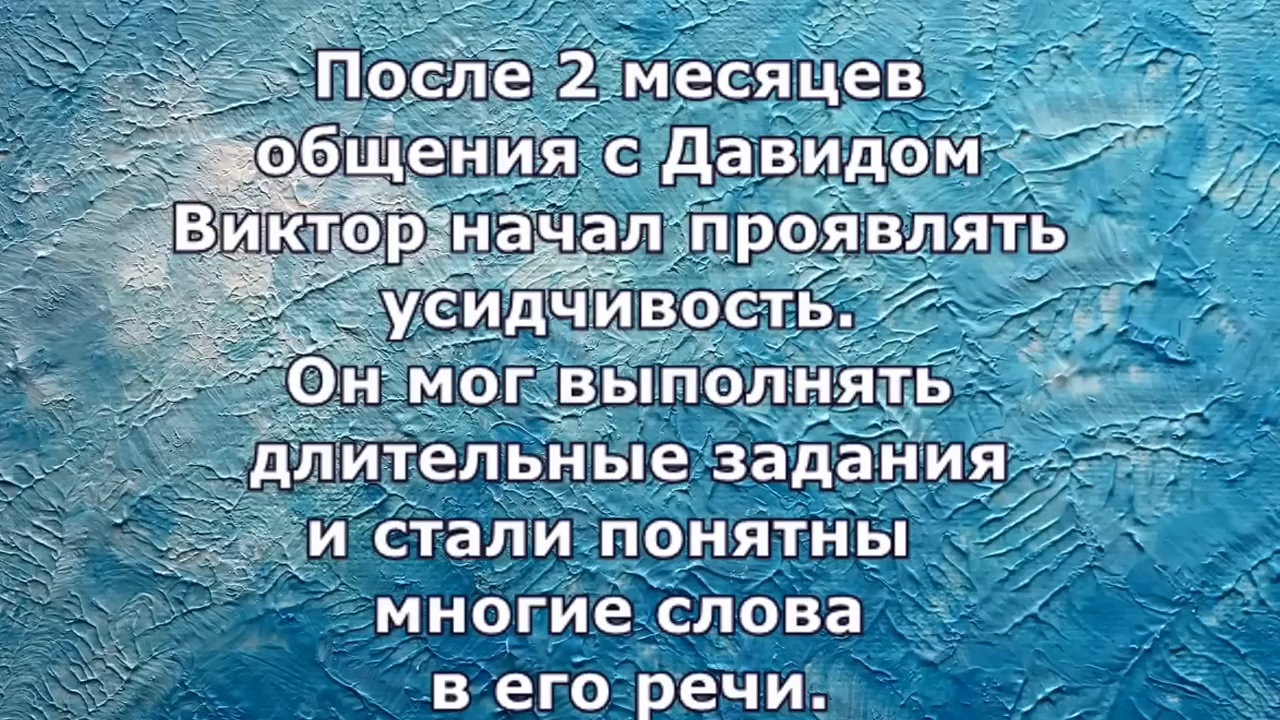 После 2 месяцев
общения с Давидом
Виктор начал проявлять
усидчивость.
Он мог выполнять
длительные задания
и стали понятны
многие слова
в его речи.